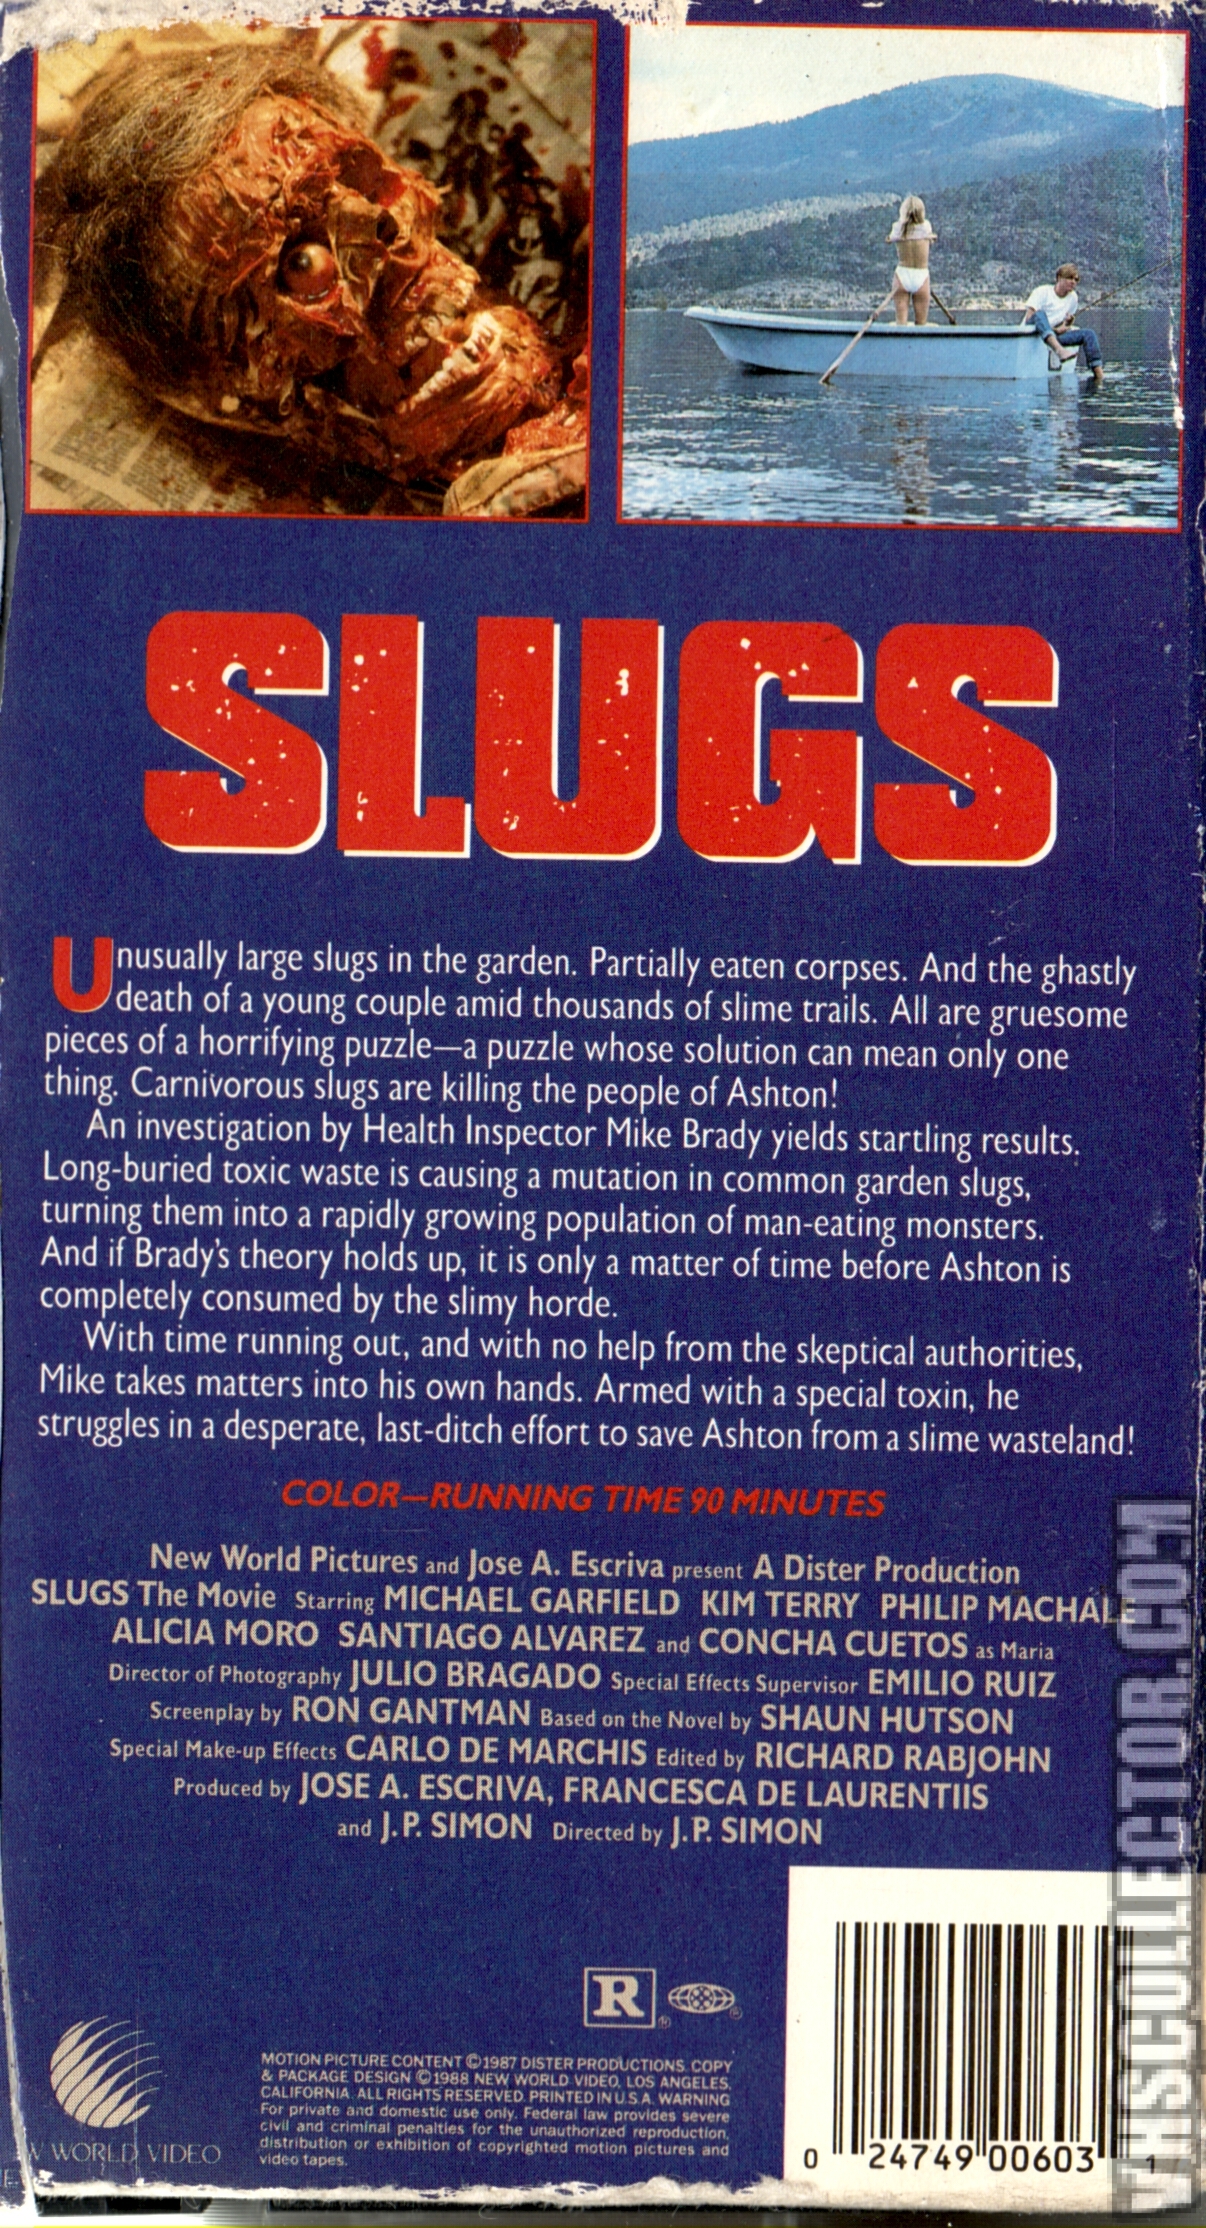 SLUGS
Unusually large slugs in the garden. Partially eaten corpses. And the ghastly
death of a young couple amid thousands of slime trails. All are gruesome
pieces of a horrifying puzzle—a puzzle whose solution can mean only one
thing. Carnivorous slugs are killing the people of Ashton!
An investigation by Health Inspector Mike Brady yields startling results.
Long-buried toxic waste is causing a mutation in common garden slugs,
turning them into a rapidly growing population of man-eating monsters.
And if Brady's theory holds up, it is only a matter of time before Ashton is
completely consumed by the slimy horde.
With time running out, and with no help from the skeptical authorities,
Mike takes matters into his own hands. Armed with a special toxin, he
struggles in a desperate, last-ditch effort to save Ashton from a slime wasteland!
COLOR—RUNNING TIME 90 MINUTES
New World Pictures and Jose A. Escriva present A Dister Production
SLUGS The Movie Starring MICHAEL GARFIELD KIM TERRY PHILIP MACHALE
ALICIA MORO SANTIAGO ALVAREZ and CONCHA CUETOS as Maria
Director of Photography JULIO BRAGADO Special Effects Supervisor EMILIO RUIZ
Screenplay by RON GANTMAN Based on the Novel by SHAUN HUTSON
Special Make-up Effects CARLO DE MARCHIS Edited by RICHARD RABJOHN
Produced by JOSE A. ESCRIVA, FRANCESCA DE LAURENTIIS
and J.P. SIMON Directed by J.P. SIMON
R ®
®
MOTION PICTURE CONTENT ©1987 DISTER PRODUCTIONS. COPY
& PACKAGE DESIGN ©1988 NEW WORLD VIDEO, LOS ANGELES,
CALIFORNIA. ALL RIGHTS RESERVED. PRINTED IN U.S.A. WARNING
For private and domestic use only. Federal law provides severe
civil and criminal penalties for the unauthorized reproduction,
distribution or exhibition of copyrighted motion pictures and
video tapes.
W WORLD VIDEO
0 24749 00603 1
VHSCOLLECTOR.COM